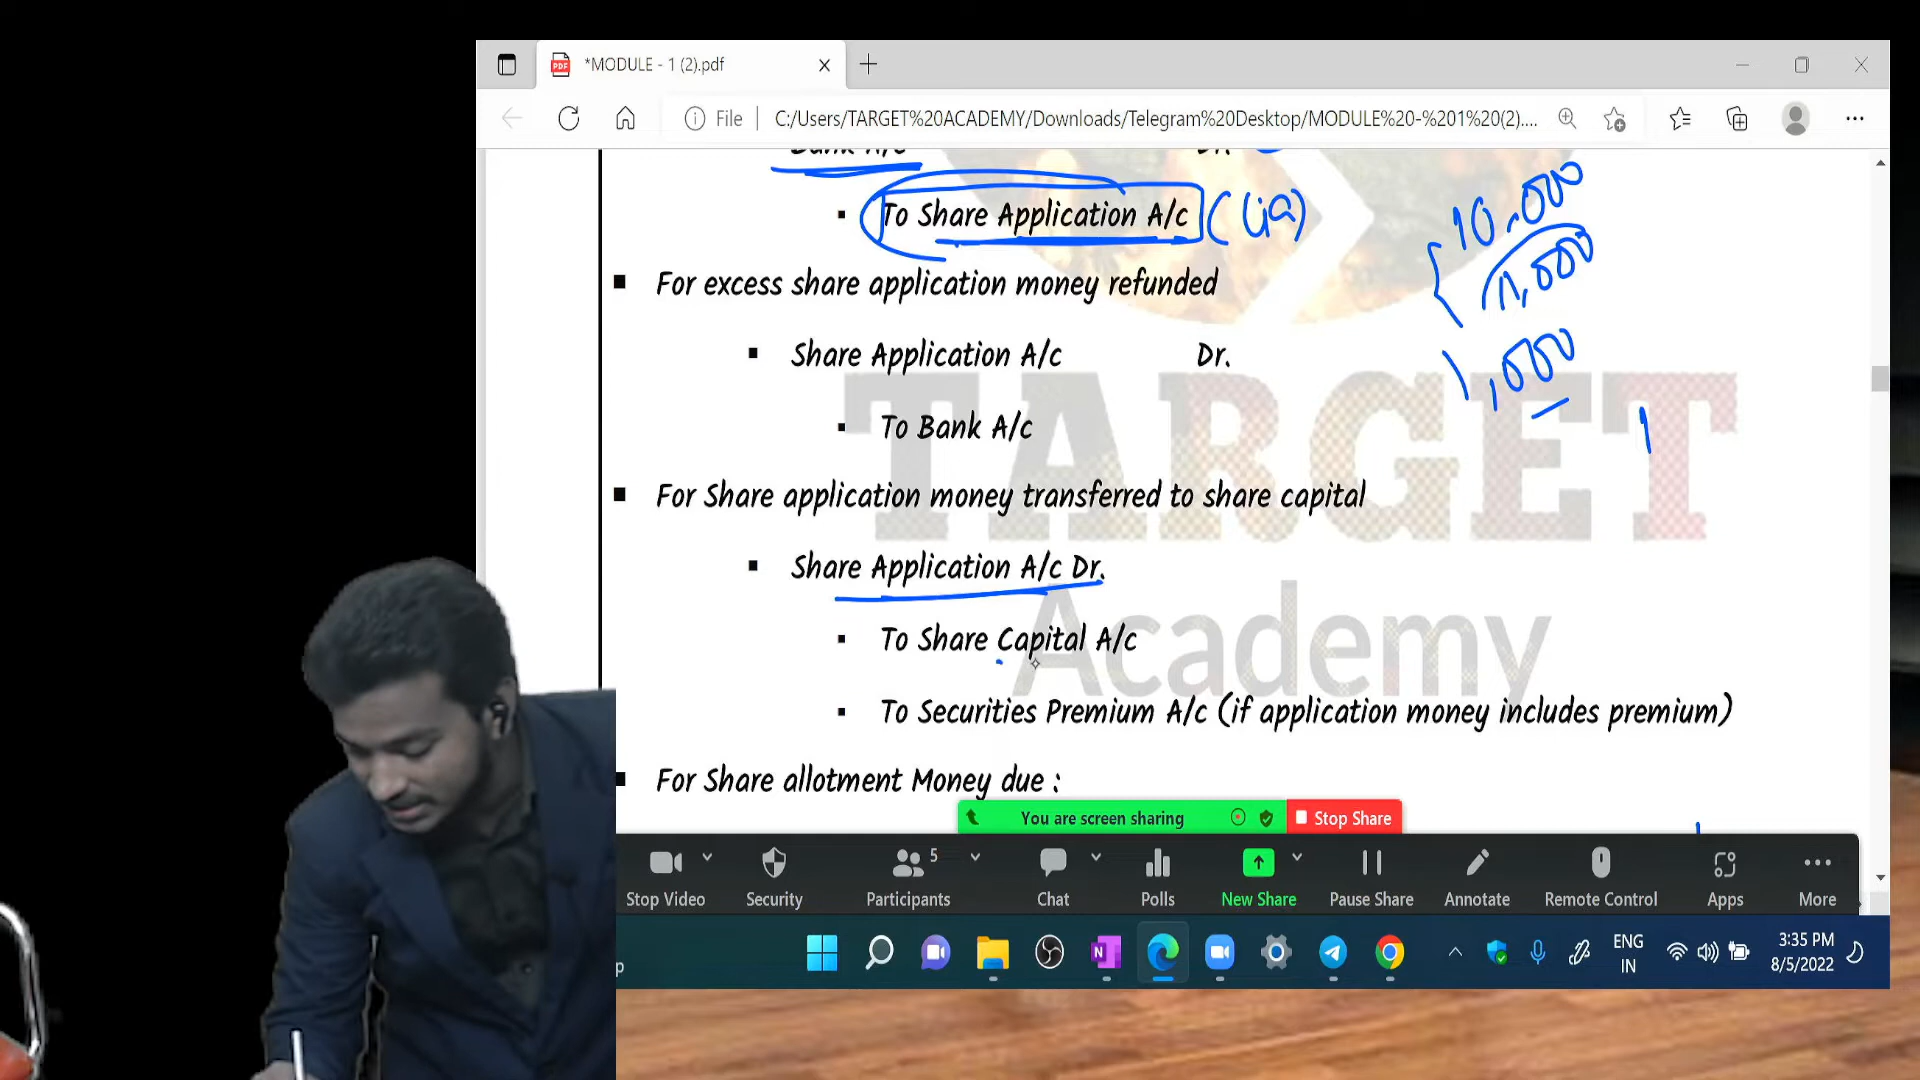 *MODULE - 1 (2).pdf
File
C:/Users/TARGET%20ACADEMY/Downloads/Telegram%20Desktop/MODULE%20-%201%20(2)....
Bank A/c Dr.
To Share Application A/c (lia)
10,000
11,000
For excess share application money refunded
Share Application A/c Dr.
1,000
To Bank A/c
1
For Share application money transferred to share capital
Share Application A/c Dr.
To Share Capital A/c
To Securities Premium A/c (if application money includes premium)
For Share allotment Money due :
TARGET
Academy
You are screen sharing
Stop Share
Stop Video
Security
Participants 5
Chat
Polls
New Share
Pause Share
Annotate
Remote Control
Apps
More
ENG
IN
3:35 PM
8/5/2022